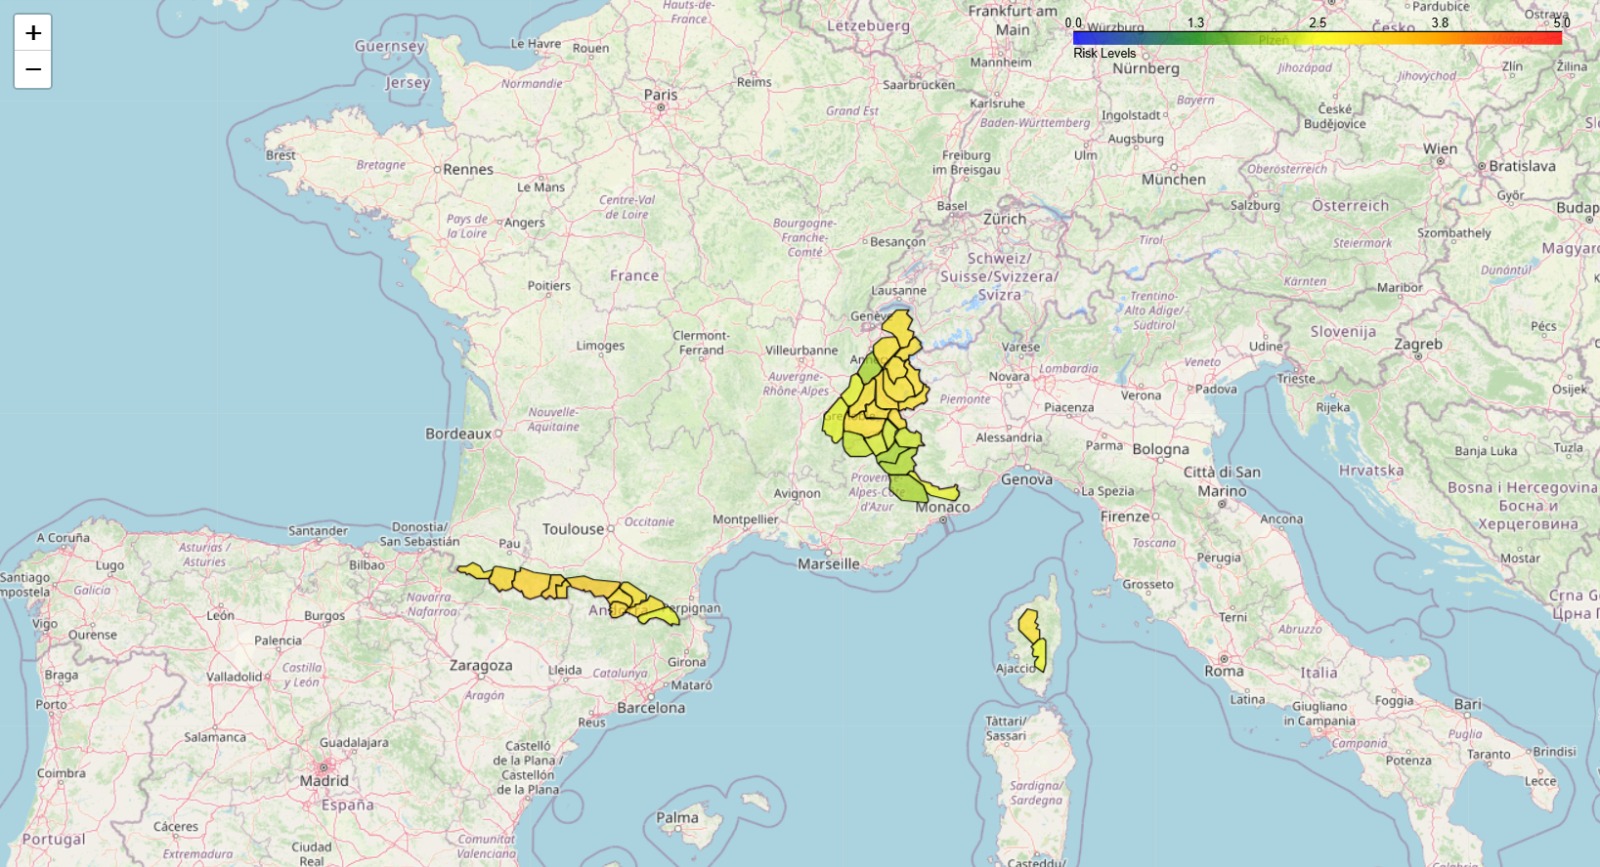 +
−
0.0
1.3
2.5
3.8
5.0
Risk Levels
Hauts-de-
France
Letzebuerg
Frankfurt am
Main
Würzburg
Plzeň
Česko
Pardubice
Ostrava
Guernsey
Le Havre
Rouen
Jersey
Normandie
Reims
Saarbrücken
Mannheim
Nürnberg
Jihozápad
Jihovýchod
Zlín
Žilina
Paris
Grand Est
Karlsruhe
Baden-Württemberg
Bayern
Ingolstadt
Augsburg
České
Budějovice
Brest
Bretagne
Rennes
Le Mans
Freiburg
im Breisgau
Ulm
München
Oberösterreich
Wien
Bratislava
Győr
Centre-Val
de Loire
Pays de
la Loire
Angers
Bourgogne-
Franche-
Comté
Besançon
Basel
Zürich
Salzburg
Österreich
Budap
Szombathely
Tirol
Steiermark
Magyar
France
Poitiers
Lausanne
Schweiz/
Suisse/Svizzera/
Svizra
Trentino-
Alto Adige/
Südtirol
Kärnten
Maribor
Dunántúl
Genève
Limoges
Clermont-
Ferrand
Villeurbanne
Varese
Udine
Slovenija
Zagreb
Pécs
Auvergne-
Rhône-Alpes
Novara
Lombardia
Veneto
Trieste
Padova
Osijek
Nouvelle-
Aquitaine
Grenoble
Piemonte
Piacenza
Verona
Rijeka
Bordeaux
Alessandria
Parma
Bologna
Banja Luka
Tuzla
Avignon
Provence-
Alpes-Côte
d'Azur
Genova
La Spezia
Città di San
Marino
Hrvatska
Bosna i Hercegovina
Босна и
Херцеговина
Monaco
Toulouse
Occitanie
Montpellier
Marseille
Firenze
Ancona
Toscana
Perugia
Mostar
A Coruña
Lugo
Asturias /
Asturies
Santander
Bilbao
Donostia/
San Sebastián
Pau
Santiago
mpostela
Galicia
Navarra
Nafarroa
León
Burgos
Vigo
Ourense
Palencia
Andorra
Perpignan
Grosseto
Crna G
Црна Г
Terni
Abruzzo
Braga
Valladolid
Castilla
y León
Zaragoza
Lleida
Catalunya
Girona
Mataró
Aragón
Ajaccio
Roma
Italia
Porto
Barcelona
Reus
Latina
Giugliano
in Campania
Foggia
Bari
Salamanca
Guadalajara
Castelló
de la Plana /
Castellón
de la Plana
Tàttari/
Sassari
Campania
Puglia
Taranto
Brindisi
Potenza
Lecce
Coimbra
Madrid
España
Sardigna/
Sardegna
Palma
Portugal
Cáceres
Extremadura
Ciudad
Real
Comunitat
Valenciana
Casteddu/